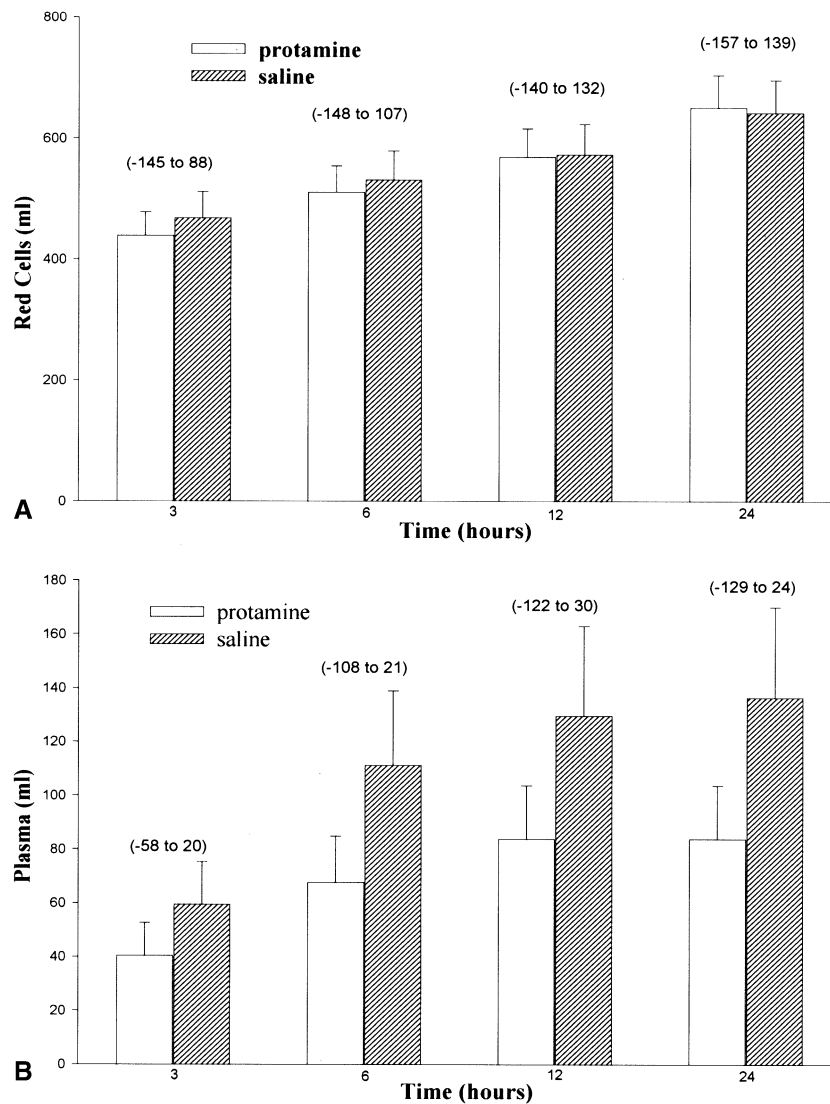 800
protamine
saline
(-157 to 139)
(-140 to 132)
(-148 to 107)
(-145 to 88)
600
400
200
0
Red Cells (ml)
3
6
12
24
A
Time (hours)
180
160
140
120
100
80
60
40
20
0
protamine
saline
(-129 to 24)
(-122 to 30)
(-108 to 21)
(-58 to 20)
Plasma (ml)
3
6
12
24
B
Time (hours)